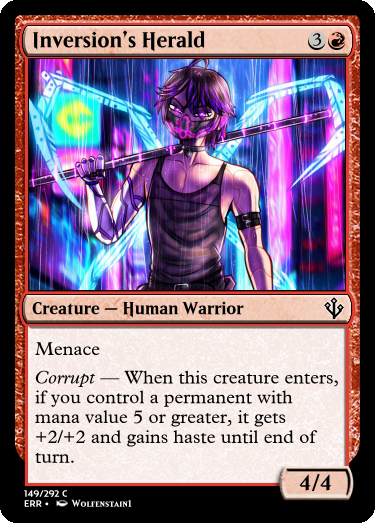 Inversion's Herald 3
Creature — Human Warrior
Menace
Corrupt — When this creature enters,
if you control a permanent with
mana value 5 or greater, it gets
+2/+2 and gains haste until end of
turn.
4/4
149/292 C
ERR • Wolfenstain1